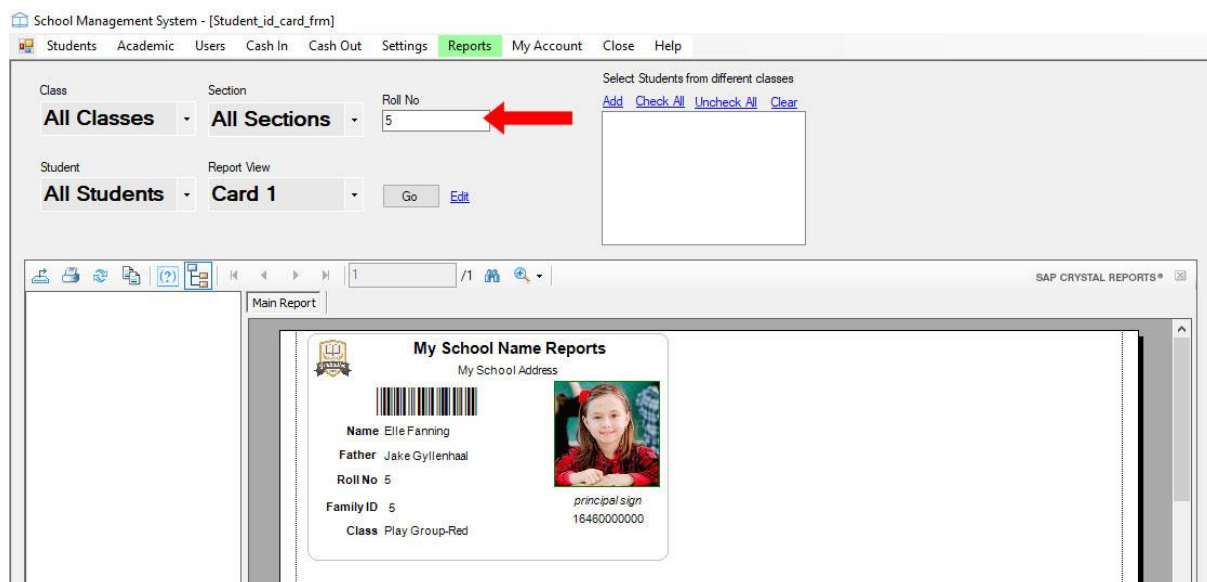 School Management System - [Student_id_card_frm]
Students Academic Users Cash In Cash Out Settings Reports My Account Close Help
Class
All Classes
Section
All Sections
Roll No
5
Select Students from different classes
Add Check All Uncheck All Clear
Student
All Students
Report View
Card 1
Go Edit
1 /1
SAP CRYSTAL REPORTS®
Main Report
My School Name Reports
My School Address
Name Elle Fanning
Father Jake Gyllenhaal
Roll No 5
Family ID 5
Class Play Group-Red
principal sign
16460000000